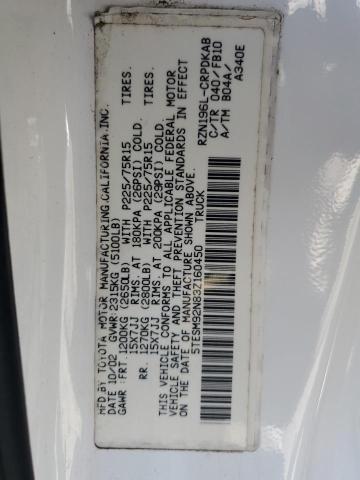 MFD BY: TOYOTA MOTOR MANUFACTURING, CALIFORNIA, INC.
DATE 10/02 GVWR: 2315KG (5100LB)
GAWR: FRT 1200KG (2650LB) WITH P225/75R15 TIRES.
15X7JJ RIMS. AT 180KPA (26PSI) COLD.
RR. 1270KG (2800LB) WITH P225/75R15 TIRES.
15X7JJ RIMS. AT 200KPA (29PSI) COLD.
THIS VEHICLE CONFORMS TO ALL APPLICABLE FEDERAL MOTOR
VEHICLE SAFETY AND THEFT PREVENTION STANDARDS IN EFFECT
ON THE DATE OF MANUFACTURE SHOWN ABOVE.
5TESM92N83Z160450 TRUCK
RZN196L-CRPDKAB
C/TR 040/FB10
A/TM B04A/
A340E